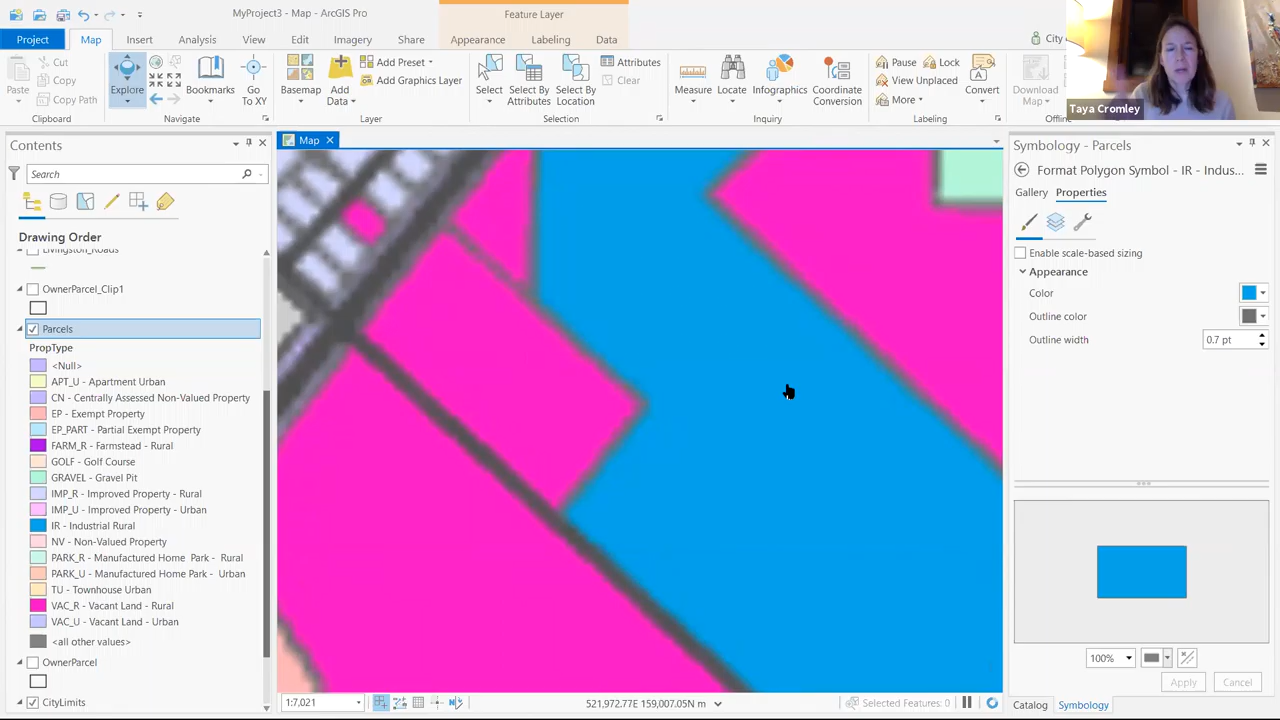 MyProject3 - Map - ArcGIS Pro
Feature Layer
Project Map Insert Analysis View Edit Imagery Share Appearance Labeling Data
City
Paste
Cut
Copy
Copy Path
Clipboard
Explore
Bookmarks
Go To XY
Navigate
Basemap
Add Data
Add Preset
Add Graphics Layer
Layer
Select
Select By Attributes
Select By Location
Attributes
Clear
Selection
Measure
Locate
Infographics
Coordinate Conversion
Inquiry
Pause
Lock
View Unplaced
More
Labeling
Convert
Download Map
Offline
Taya Cromley
Contents
Search
Drawing Order
Livingston_Roads
OwnerParcel_Clip1
Parcels
PropType
<Null>
APT_U - Apartment Urban
CN - Centrally Assessed Non-Valued Property
EP - Exempt Property
EP_PART - Partial Exempt Property
FARM_R - Farmstead - Rural
GOLF - Golf Course
GRAVEL - Gravel Pit
IMP_R - Improved Property - Rural
IMP_U - Improved Property - Urban
IR - Industrial Rural
NV - Non-Valued Property
PARK_R - Manufactured Home Park - Rural
PARK_U - Manufactured Home Park - Urban
TU - Townhouse Urban
VAC_R - Vacant Land - Rural
VAC_U - Vacant Land - Urban
<all other values>
OwnerParcel
CityLimits
Map
1:7,021
521,972.77E 159,007.05N
Selected Features: 0
Symbology - Parcels
Format Polygon Symbol - IR - Indus...
Gallery Properties
Enable scale-based sizing
Appearance
Color
Outline color
Outline width 0.7 pt
100%
Apply Cancel
Catalog Symbology